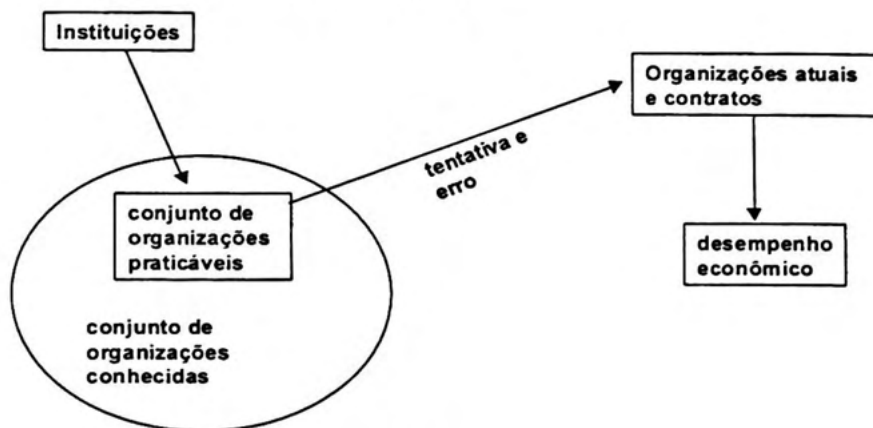 Instituições
Organizações atuais
e contratos
tentativa e
erro
conjunto de
organizações
praticáveis
desempenho
econômico
conjunto de
organizações
conhecidas